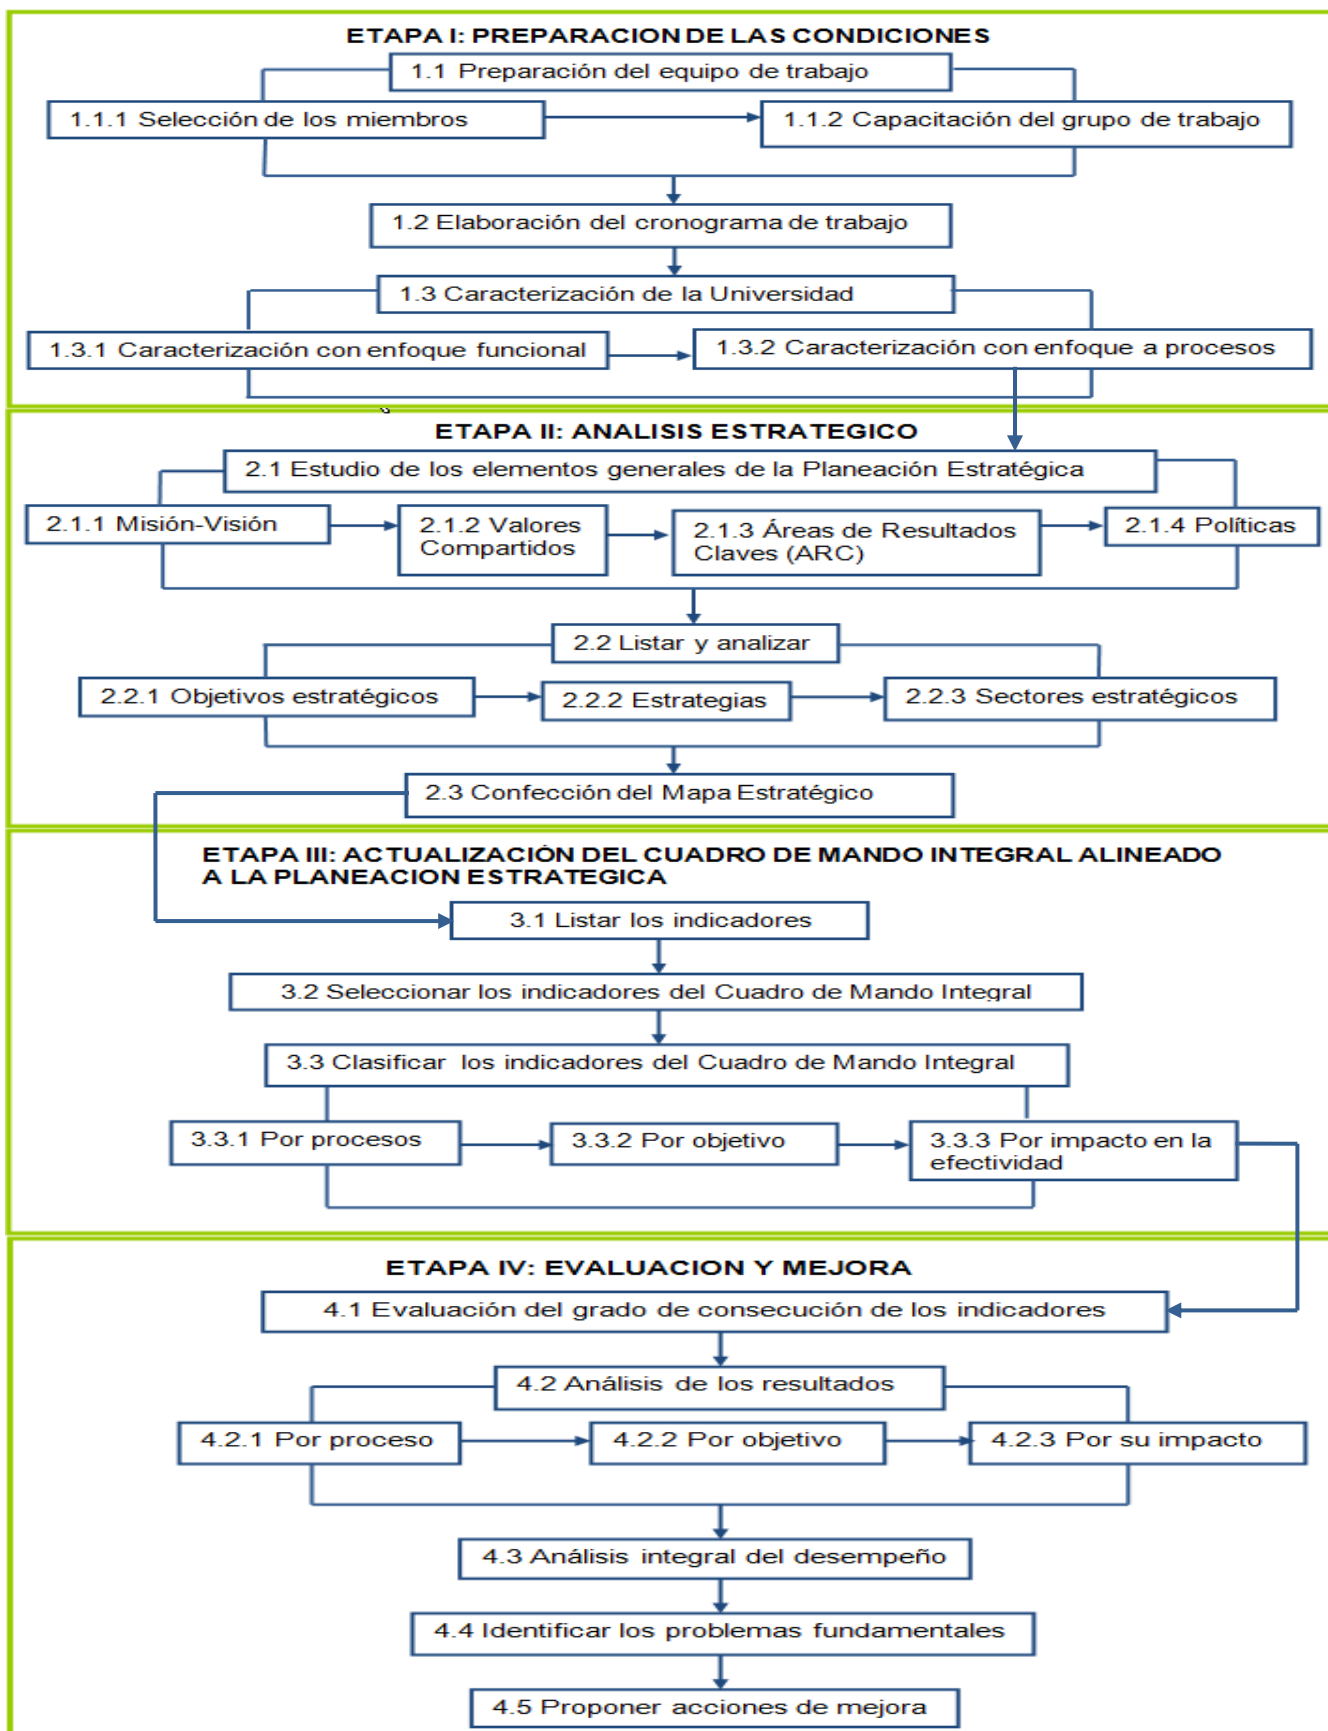 ETAPA I: PREPARACION DE LAS CONDICIONES
1.1 Preparación del equipo de trabajo
1.1.1 Selección de los miembros
1.1.2 Capacitación del grupo de trabajo
1.2 Elaboración del cronograma de trabajo
1.3 Caracterización de la Universidad
1.3.1 Caracterización con enfoque funcional
1.3.2 Caracterización con enfoque a procesos
ETAPA II: ANALISIS ESTRATEGICO
2.1 Estudio de los elementos generales de la Planeación Estratégica
2.1.1 Misión-Visión
2.1.2 Valores
Compartidos
2.1.3 Áreas de Resultados
Claves (ARC)
2.1.4 Políticas
2.2 Listar y analizar
2.2.1 Objetivos estratégicos
2.2.2 Estrategias
2.2.3 Sectores estratégicos
2.3 Confección del Mapa Estratégico
ETAPA III: ACTUALIZACIÓN DEL CUADRO DE MANDO INTEGRAL ALINEADO
A LA PLANEACION ESTRATEGICA
3.1 Listar los indicadores
3.2 Seleccionar los indicadores del Cuadro de Mando Integral
3.3 Clasificar los indicadores del Cuadro de Mando Integral
3.3.1 Por procesos
3.3.2 Por objetivo
3.3.3 Por impacto en la
efectividad
ETAPA IV: EVALUACION Y MEJORA
4.1 Evaluación del grado de consecución de los indicadores
4.2 Análisis de los resultados
4.2.1 Por proceso
4.2.2 Por objetivo
4.2.3 Por su impacto
4.3 Análisis integral del desempeño
4.4 Identificar los problemas fundamentales
4.5 Proponer acciones de mejora